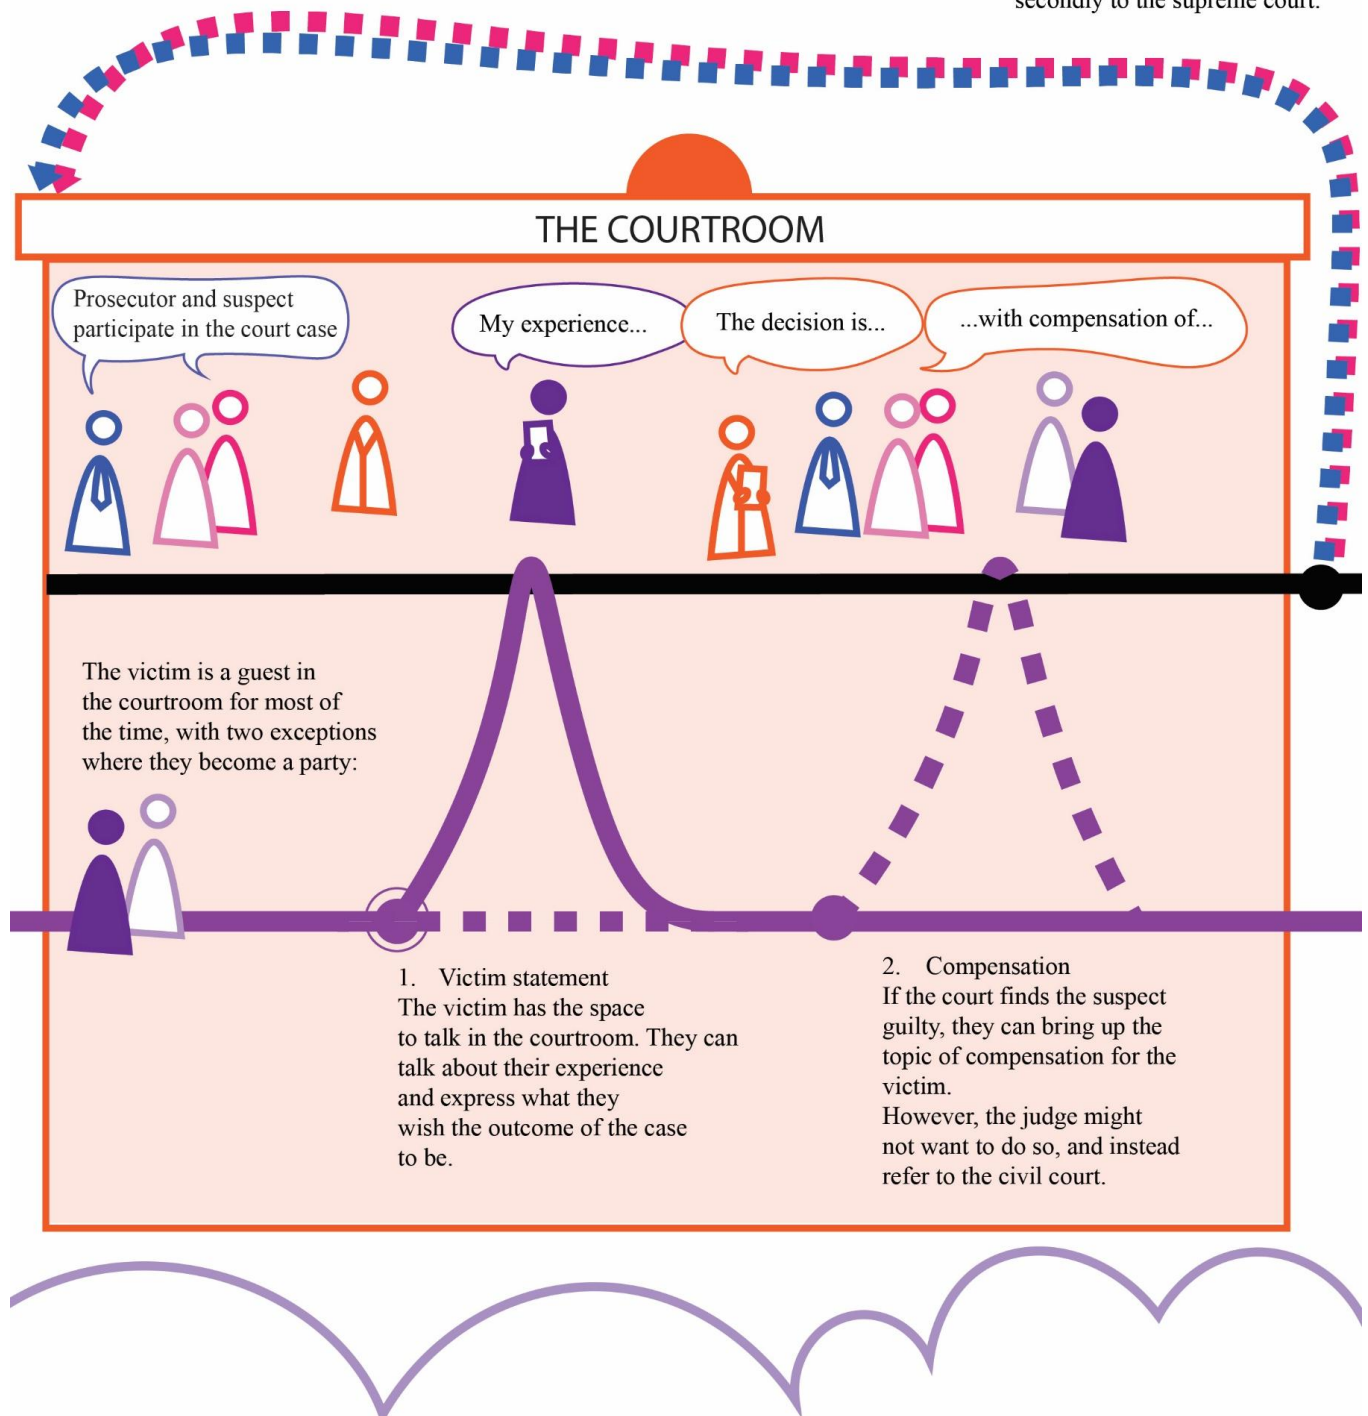 secondly to the supreme court.
THE COURTROOM
Prosecutor and suspect
participate in the court case
My experience...
The decision is...
...with compensation of...
The victim is a guest in
the courtroom for most of
the time, with two exceptions
where they become a party:
1. Victim statement
The victim has the space
to talk in the courtroom. They can
talk about their experience
and express what they
wish the outcome of the case
to be.
2. Compensation
If the court finds the suspect
guilty, they can bring up the
topic of compensation for the
victim.
However, the judge might
not want to do so, and instead
refer to the civil court.